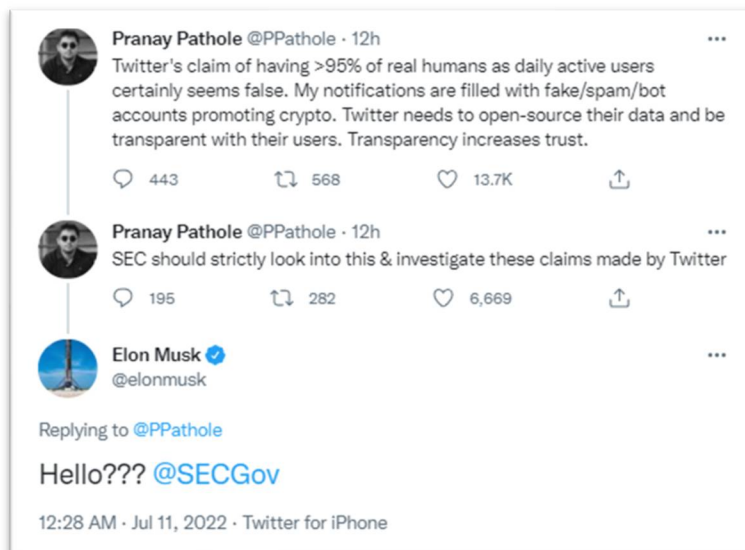 Pranay Pathole @PPathole · 12h
Twitter's claim of having >95% of real humans as daily active users
certainly seems false. My notifications are filled with fake/spam/bot
accounts promoting crypto. Twitter needs to open-source their data and be
transparent with their users. Transparency increases trust.
443 568 13.7K
Pranay Pathole @PPathole · 12h
SEC should strictly look into this & investigate these claims made by Twitter
195 282 6,669
Elon Musk
@elonmusk
Replying to @PPathole
Hello??? @SECGov
12:28 AM · Jul 11, 2022 · Twitter for iPhone